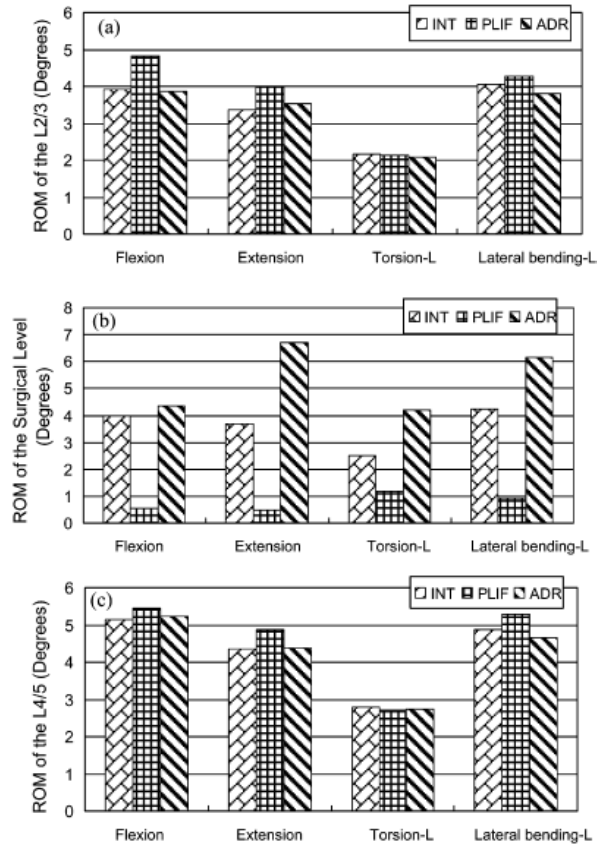 (a)
INT PLIF ADR
ROM of the L2/3 (Degrees)
6
5
4
3
2
1
0
Flexion Extension Torsion-L Lateral bending-L
(b)
INT PLIF ADR
ROM of the Surgical Level
(Degrees)
8
7
6
5
4
3
2
1
0
Flexion Extension Torsion-L Lateral bending-L
(c)
INT PLIF ADR
ROM of the L4/5 (Degrees)
6
5
4
3
2
1
0
Flexion Extension Torsion-L Lateral bending-L